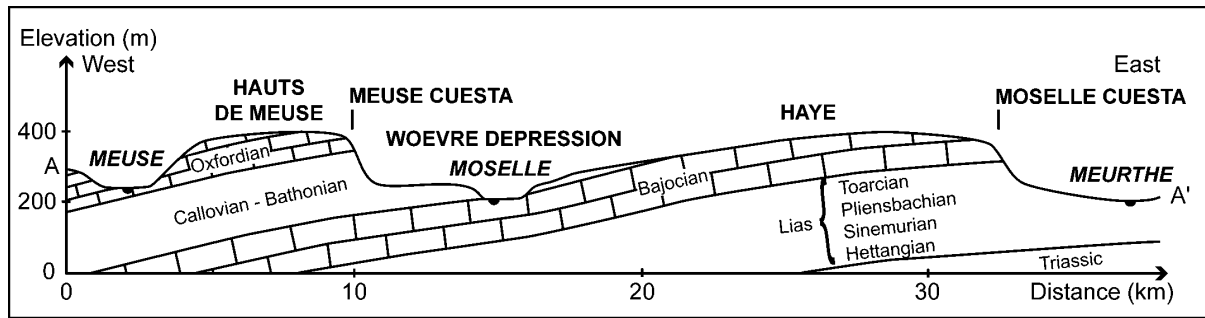 Elevation (m)
West
East
HAUTS
DE MEUSE
MEUSE CUESTA
HAYE
MOSELLE CUESTA
WOEVRE DEPRESSION
400
MEUSE
Oxfordian
MOSELLE
MEURTHE
A
A'
200
Callovian - Bathonian
Bajocian
Lias
Toarcian
Pliensbachian
Sinemurian
Hettangian
Triassic
0
0
10
20
30
Distance (km)